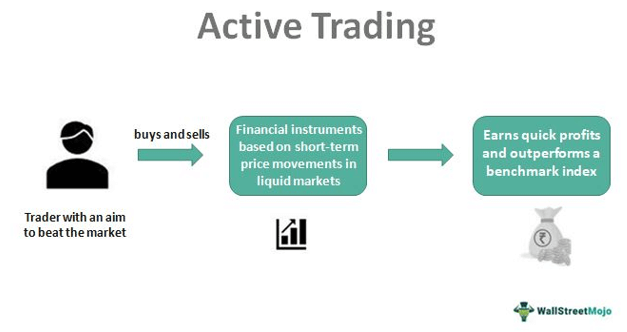 Active Trading
buys and sells
Financial instruments
based on short-term
price movements in
liquid markets
Earns quick profits
and outperforms a
benchmark index
Trader with an aim
to beat the market
₹
WallStreetMojo